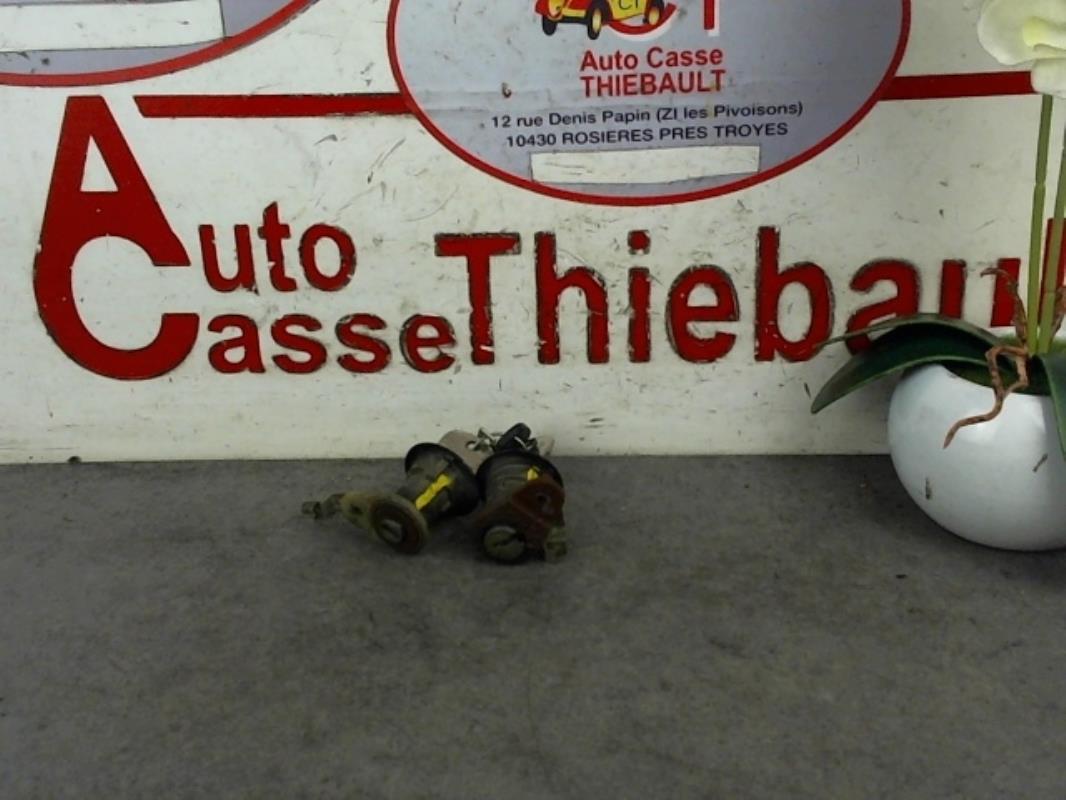 Auto Casse
THIEBAULT
12 rue Denis Papin (ZI les Pivoisons)
10430 ROSIERES PRES TROYES
Auto
Casse Thiebau